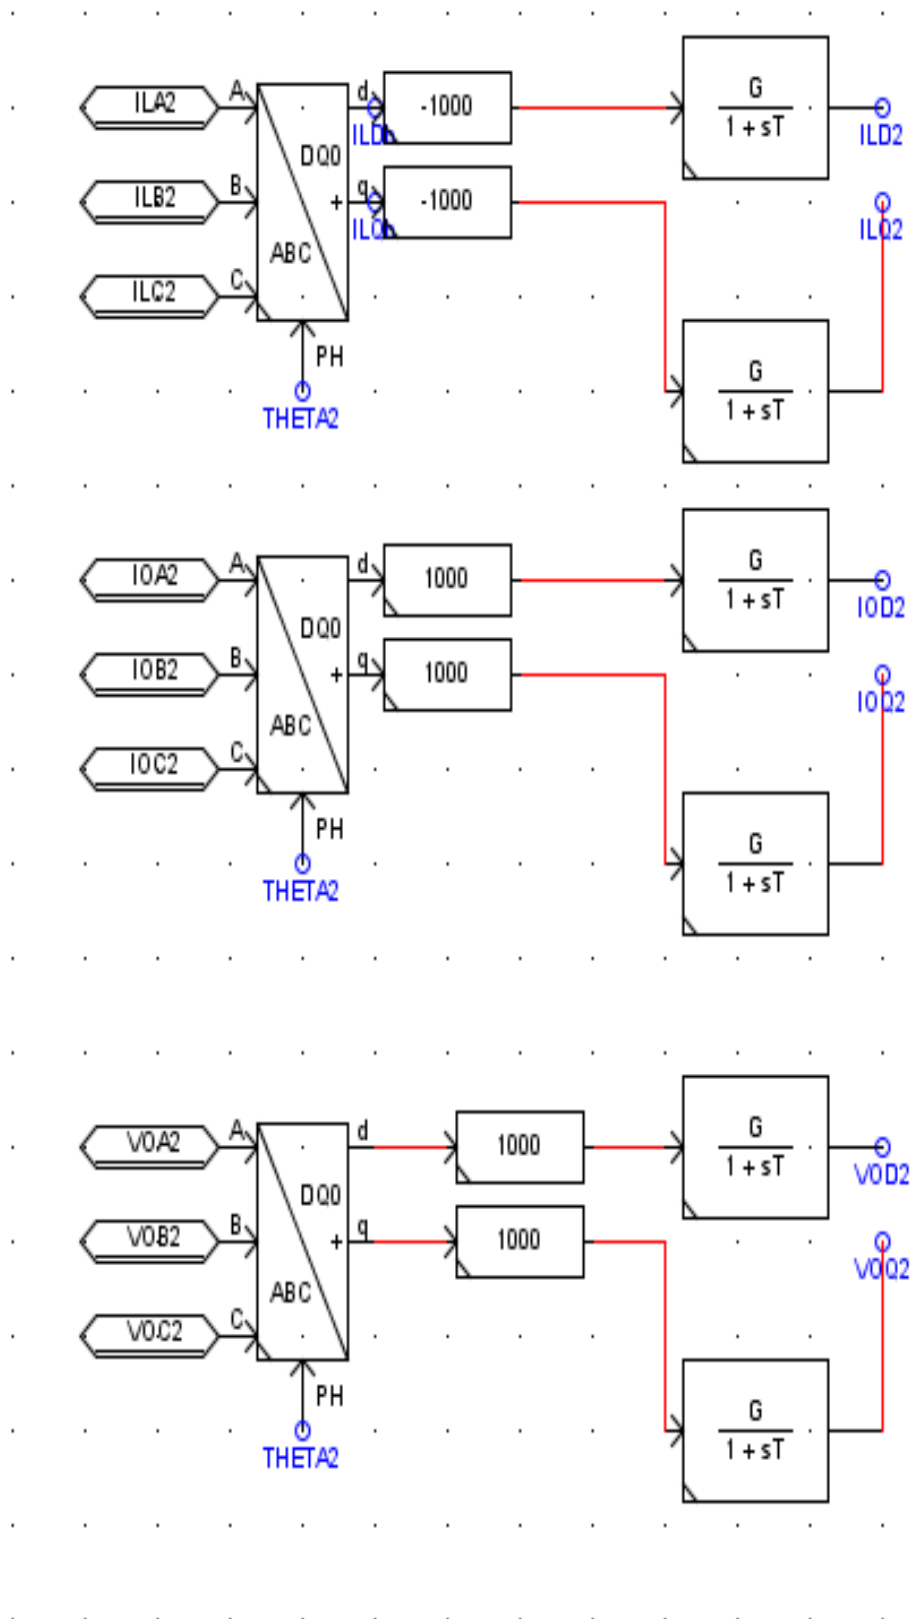 ILA2 A d -1000 G
1 + sT ILD2
DQ0
ILB2 B + q -1000 ILQ2
ABC
ILC2 C
PH
THETA2
G
1 + sT
IOA2 A d 1000 G
1 + sT IOD2
DQ0
IOB2 B + q 1000 IOQ2
ABC
IOC2 C
PH
THETA2
G
1 + sT
VOA2 A d 1000 G
1 + sT VOD2
DQ0
VOB2 B + q 1000 VOQ2
ABC
VOC2 C
PH
THETA2
G
1 + sT